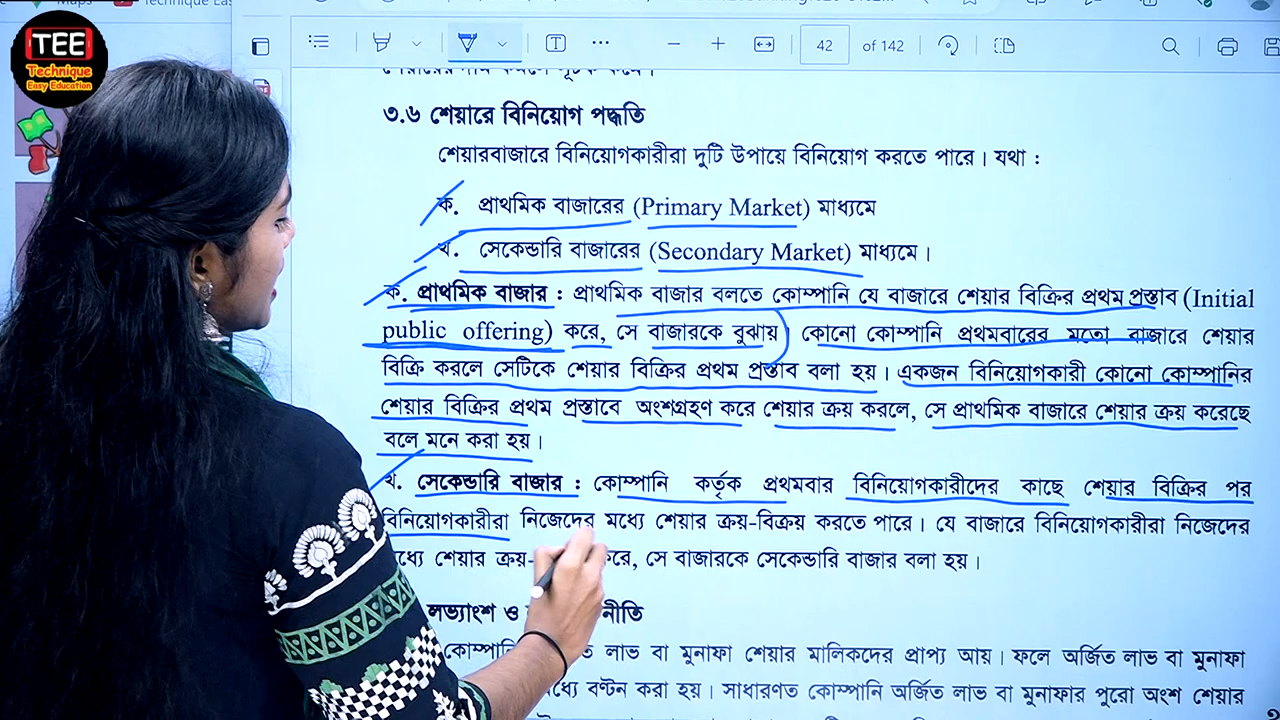 Technique Eas
TEE
Technique
Easy Education
42 of 142
৩.৬ শেয়ারে বিনিয়োগ পদ্ধতি
শেয়ারবাজারে বিনিয়োগকারীরা দুটি উপায়ে বিনিয়োগ করতে পারে। যথা :
ক. প্রাথমিক বাজারের (Primary Market) মাধ্যমে
খ. সেকেন্ডারি বাজারের (Secondary Market) মাধ্যমে।
ক. প্রাথমিক বাজার : প্রাথমিক বাজার বলতে কোম্পানি যে বাজারে শেয়ার বিক্রির প্রথম প্রস্তাব (Initial
public offering) করে, সে বাজারকে বুঝায়। কোনো কোম্পানি প্রথমবারের মতো বাজারে শেয়ার
বিক্রি করলে সেটিকে শেয়ার বিক্রির প্রথম প্রস্তাব বলা হয়। একজন বিনিয়োগকারী কোনো কোম্পানির
শেয়ার বিক্রির প্রথম প্রস্তাবে অংশগ্রহণ করে শেয়ার ক্রয় করলে, সে প্রাথমিক বাজারে শেয়ার ক্রয় করেছে
বলে মনে করা হয়।
খ. সেকেন্ডারি বাজার : কোম্পানি কর্তৃক প্রথমবার বিনিয়োগকারীদের কাছে শেয়ার বিক্রির পর
বিনিয়োগকারীরা নিজেদের মধ্যে শেয়ার ক্রয়-বিক্রয় করতে পারে। যে বাজারে বিনিয়োগকারীরা নিজেদের
মধ্যে শেয়ার ক্রয়- করে, সে বাজারকে সেকেন্ডারি বাজার বলা হয়।
লভ্যাংশ ও নীতি
কোম্পানি লাভ বা মুনাফা শেয়ার মালিকদের প্রাপ্য আয়। ফলে অর্জিত লাভ বা মুনাফা
মধ্যে বণ্টন করা হয়। সাধারণত কোম্পানি অর্জিত লাভ বা মুনাফার পুরো অংশ শেয়ার